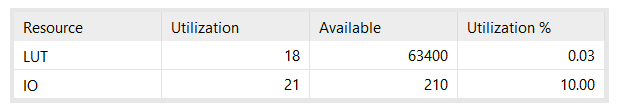 Resource Utilization Available Utilization %
LUT 18 63400 0.03
IO 21 210 10.00